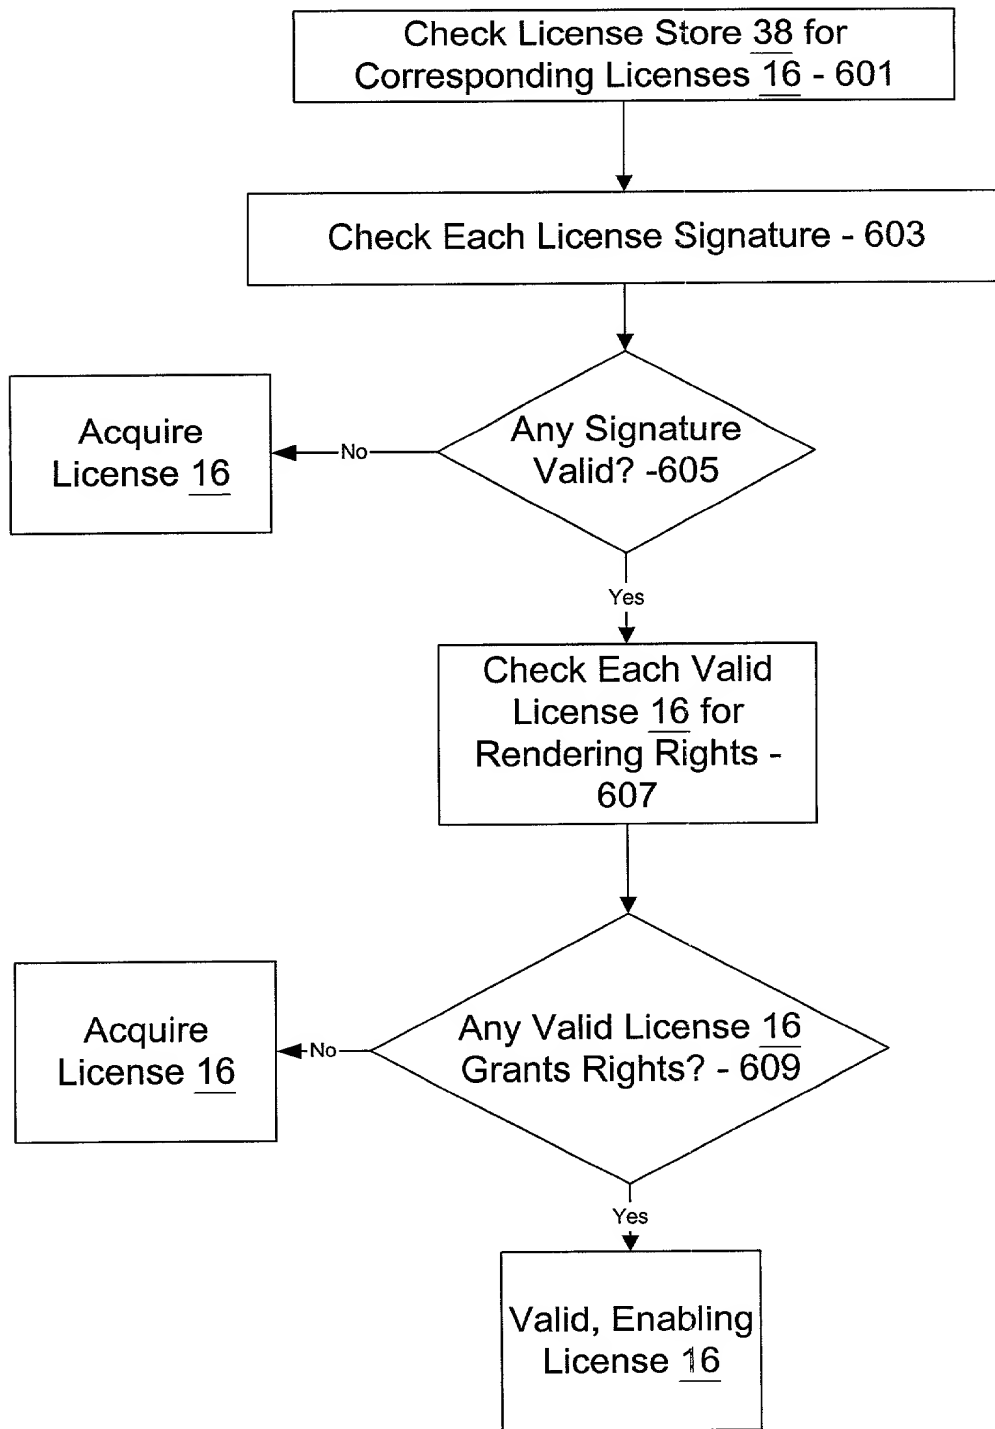 Check License Store 38 for
Corresponding Licenses 16 - 601
Check Each License Signature - 603
Any Signature
Valid? -605
No
Acquire
License 16
Yes
Check Each Valid
License 16 for
Rendering Rights -
607
Any Valid License 16
Grants Rights? - 609
No
Acquire
License 16
Yes
Valid, Enabling
License 16